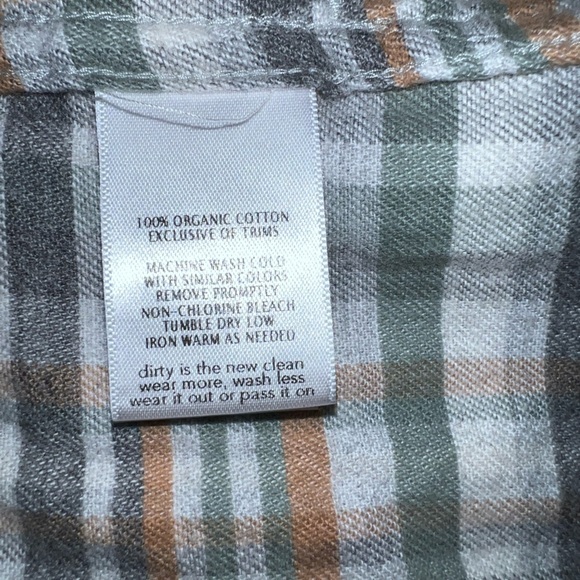 100% ORGANIC COTTON
EXCLUSIVE OF TRIMS
MACHINE WASH COLD
WITH SIMILAR COLORS
REMOVE PROMPTLY
NON-CHLORINE BLEACH
TUMBLE DRY LOW
IRON WARM AS NEEDED
dirty is the new clean
wear more, wash less
wear it out or pass it on